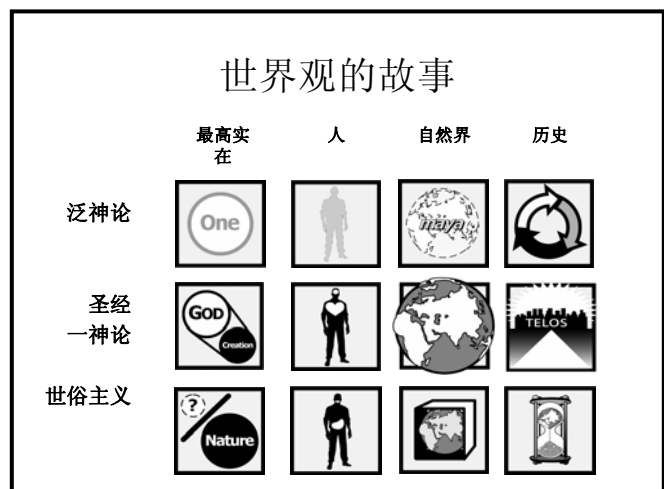 世界观的故事
最高实
在
人
自然界
历史
泛神论
One
maya
圣经
一神论
GOD
Creation
TELOS
世俗主义
?
Nature